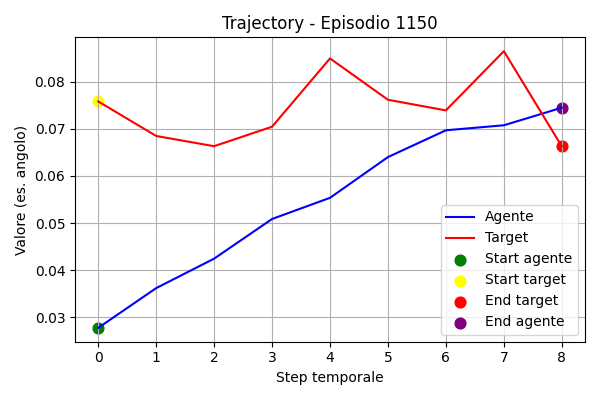 Trajectory - Episodio 1150
Valore (es. angolo)
0.08
0.07
0.06
0.05
0.04
0.03
0 1 2 3 4 5 6 7 8
Step temporale
Agente
Target
Start agente
Start target
End target
End agente